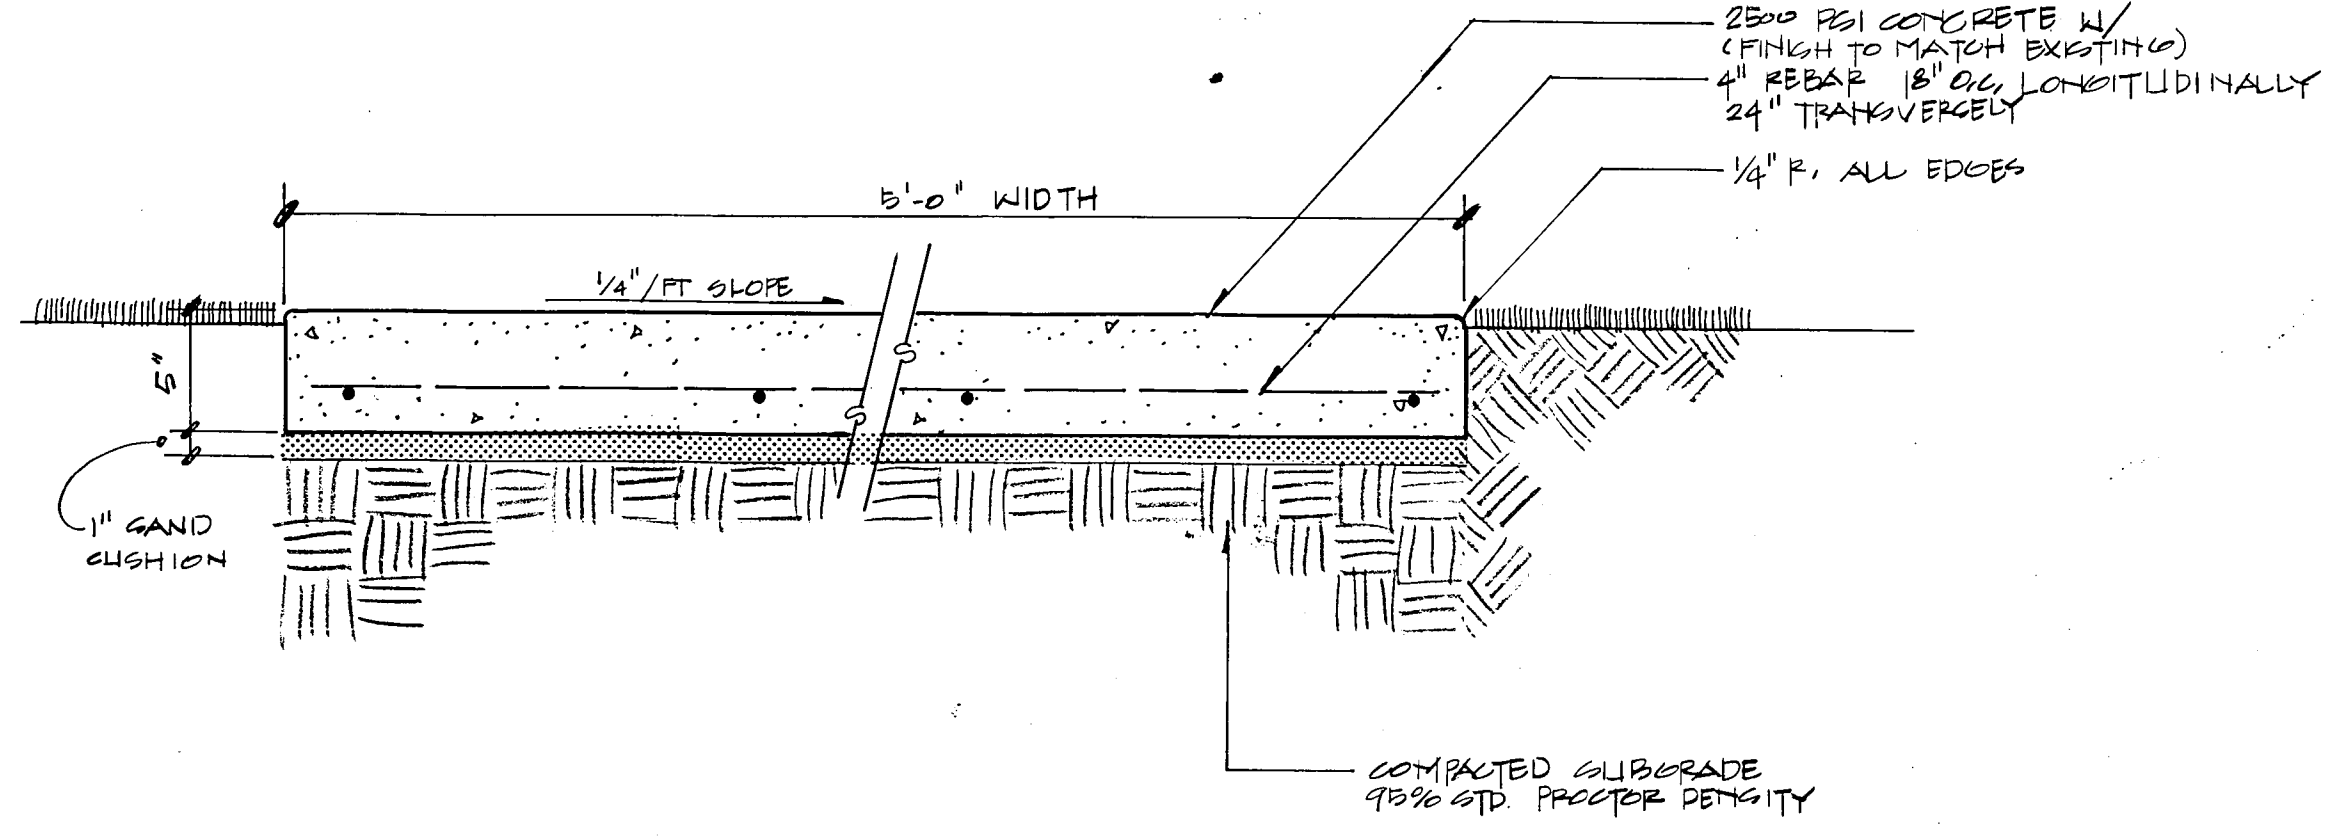 2500 PSI CONCRETE W/
(FINISH TO MATCH EXISTING)
4" REBAR 18" O.C. LONGITUDINALLY
24" TRANSVERSELY
1/4" R. ALL EDGES
5'-0" WIDTH
1/4"/FT SLOPE
5"
1" SAND
CUSHION
COMPACTED SUBGRADE
95% STD. PROCTOR DENSITY